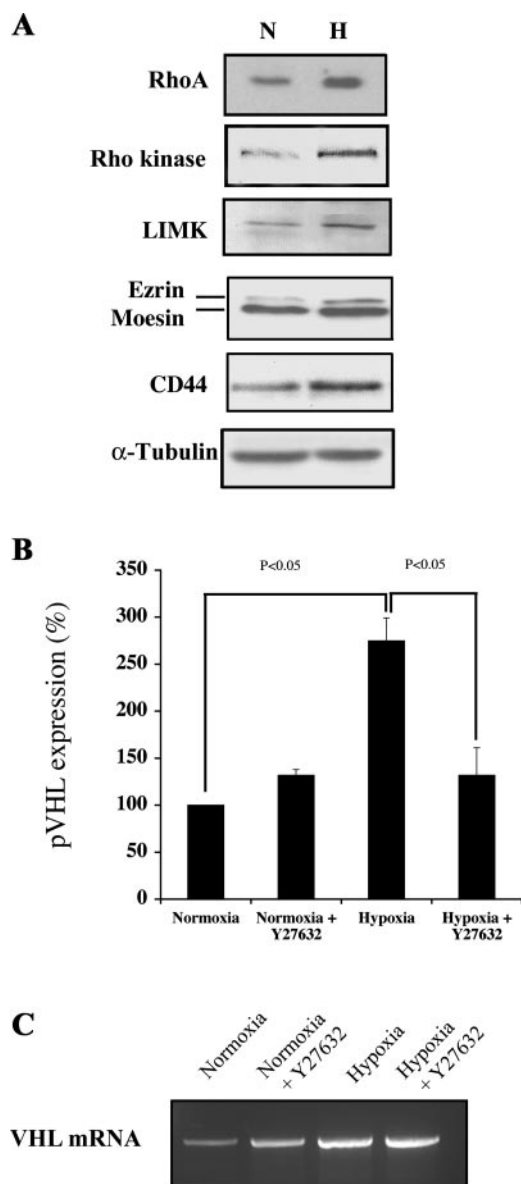 A
N H
RhoA
Rho kinase
LIMK
Ezrin
Moesin
CD44
α-Tubulin
B
P<0.05 P<0.05
pVHL expression (%)
350
300
250
200
150
100
50
0
Normoxia Normoxia + Y27632 Hypoxia Hypoxia + Y27632
C
Normoxia
Normoxia
+ Y27632
Hypoxia
Hypoxia
+ Y27632
VHL mRNA